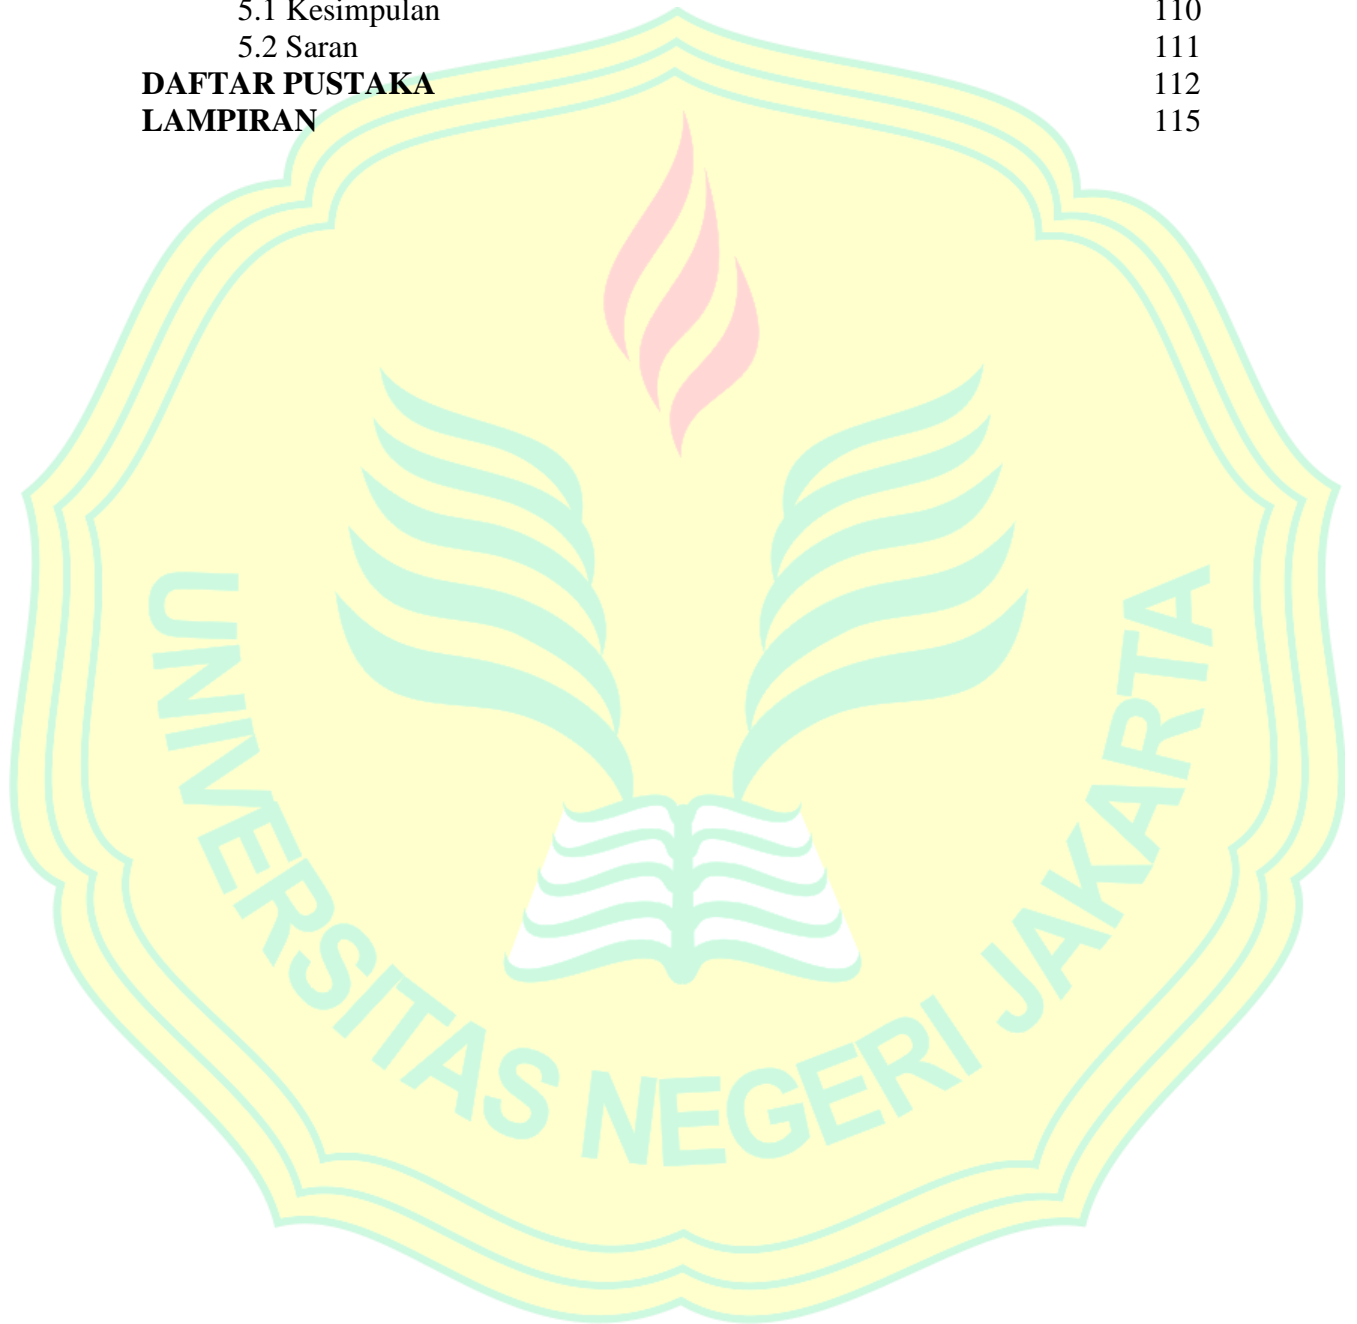 5.1 Kesimpulan 110
5.2 Saran 111
DAFTAR PUSTAKA 112
LAMPIRAN 115
UNIVERSITAS NEGERI JAKARTA